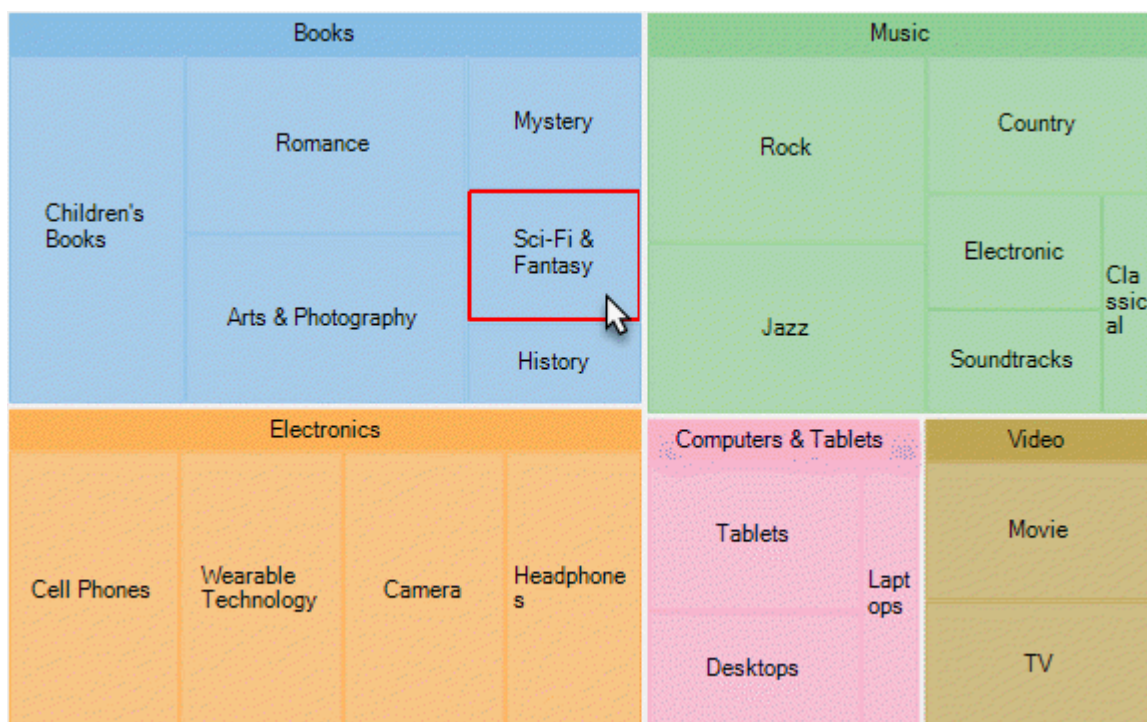 Books
Children's
Books
Romance
Arts & Photography
Mystery
Sci-Fi &
Fantasy
History
Music
Rock
Jazz
Country
Electronic
Soundtracks
Cla
ssic
al
Electronics
Cell Phones
Wearable
Technology
Camera
Headphone
s
Computers & Tablets
Tablets
Desktops
Lapt
ops
Video
Movie
TV